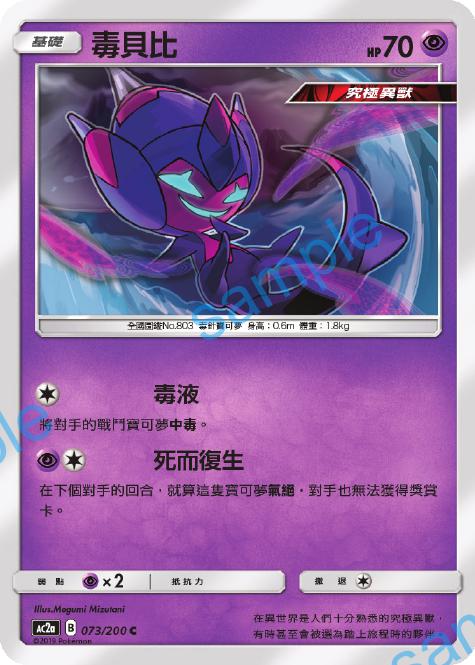 基礎 毒貝比 HP70
究極異獸
全國圖鑑No.803 毒針寶可夢 身高：0.6m 體重：1.8kg
毒液
將對手的戰鬥寶可夢中毒。
死而復生
在下個對手的回合，就算這隻寶可夢氣絕，對手也無法獲得獎賞
卡。
弱點 ×2 抵抗力 撤退
Illus.Megumi Mizutani
AC2a B 073/200 C
©2019 Pokémon
在異世界是人們十分熟悉的究極異獸，
有時甚至會被選為踏上旅程時的夥伴。
sample
sample
sample